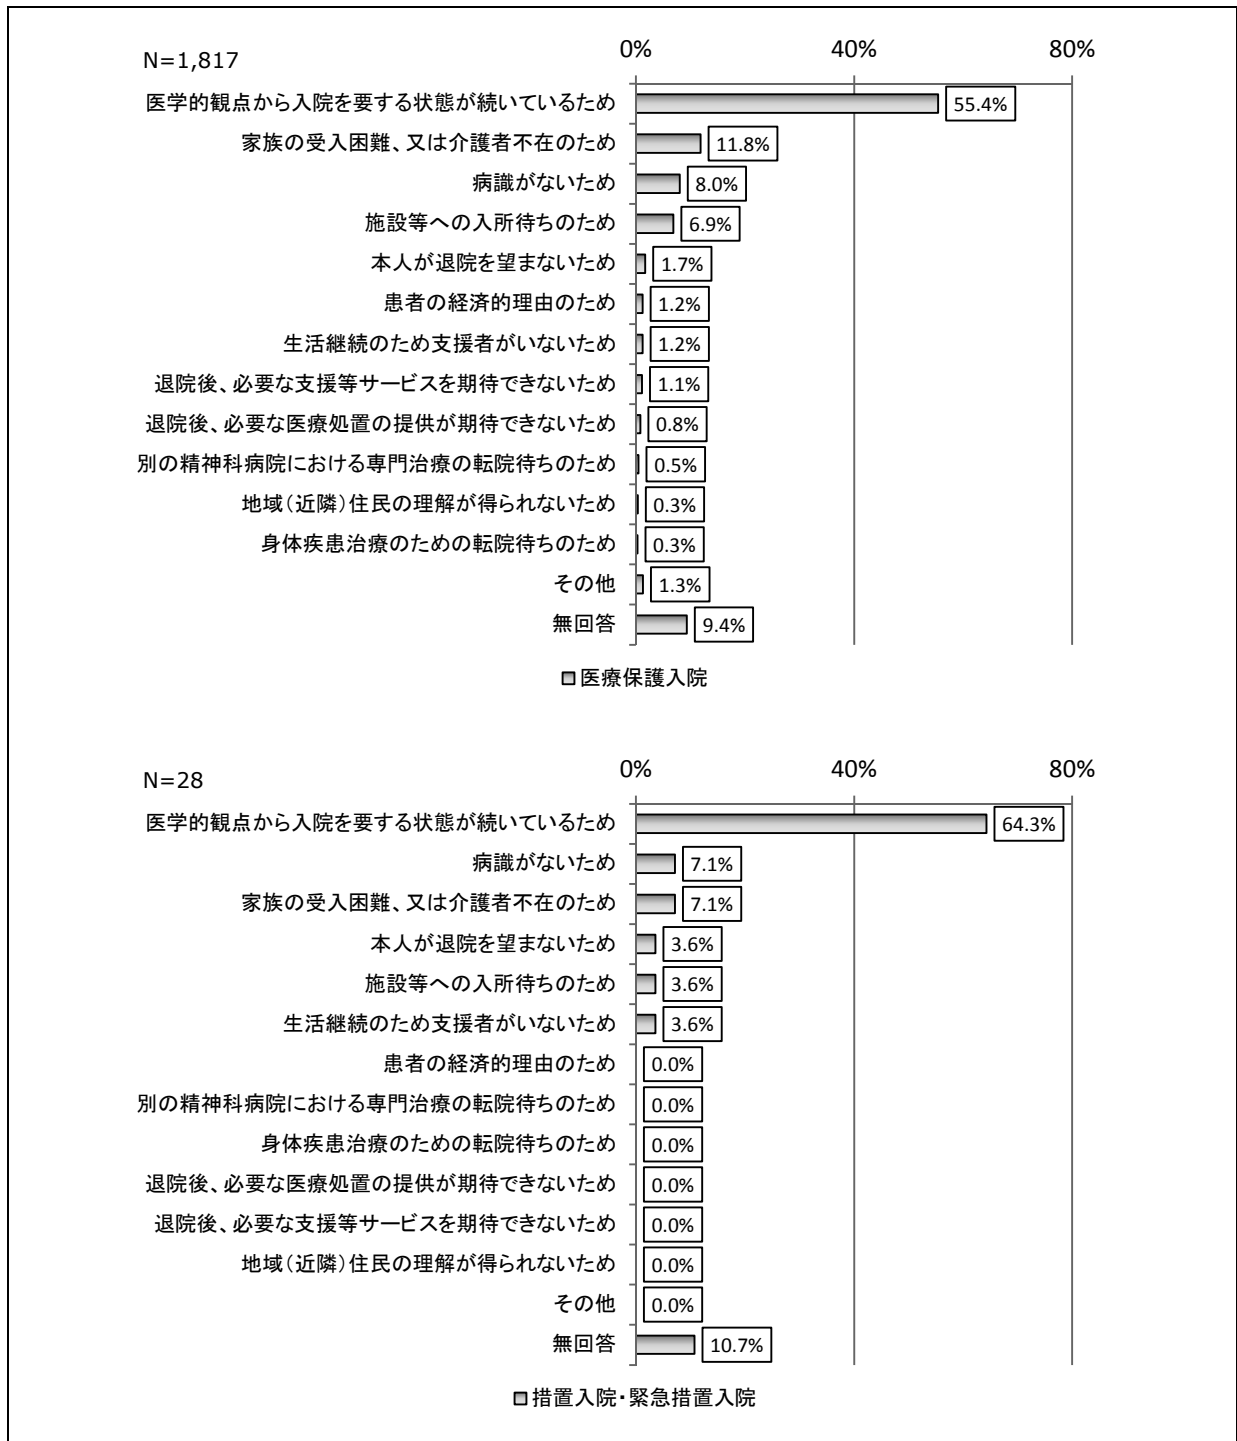 N=1,817
0% 40% 80%
医学的観点から入院を要する状態が続いているため 55.4%
家族の受入困難、又は介護者不在のため 11.8%
病識がないため 8.0%
施設等への入所待ちのため 6.9%
本人が退院を望まないため 1.7%
患者の経済的理由のため 1.2%
生活継続のため支援者がいないため 1.2%
退院後、必要な支援等サービスを期待できないため 1.1%
退院後、必要な医療処置の提供が期待できないため 0.8%
別の精神科病院における専門治療の転院待ちのため 0.5%
地域(近隣)住民の理解が得られないため 0.3%
身体疾患治療のための転院待ちのため 0.3%
その他 1.3%
無回答 9.4%
医療保護入院
N=28
0% 40% 80%
医学的観点から入院を要する状態が続いているため 64.3%
病識がないため 7.1%
家族の受入困難、又は介護者不在のため 7.1%
本人が退院を望まないため 3.6%
施設等への入所待ちのため 3.6%
生活継続のため支援者がいないため 3.6%
患者の経済的理由のため 0.0%
別の精神科病院における専門治療の転院待ちのため 0.0%
身体疾患治療のための転院待ちのため 0.0%
退院後、必要な医療処置の提供が期待できないため 0.0%
退院後、必要な支援等サービスを期待できないため 0.0%
地域(近隣)住民の理解が得られないため 0.0%
その他 0.0%
無回答 10.7%
措置入院・緊急措置入院